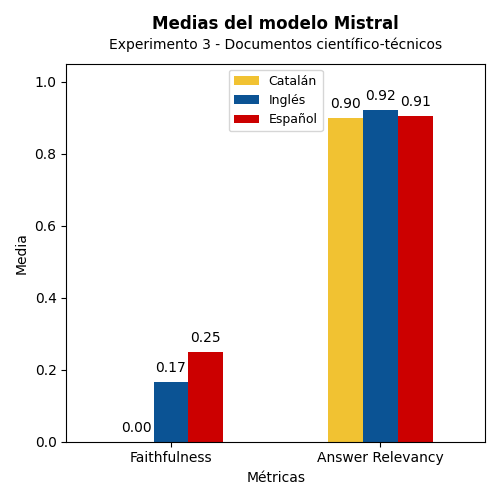 Medias del modelo Mistral
Experimento 3 - Documentos científico-técnicos
Catalán
Inglés
Español
1.0
0.8
0.6
0.4
0.2
0.0
Media
0.00
0.17
0.25
0.90
0.92
0.91
Faithfulness
Answer Relevancy
Métricas